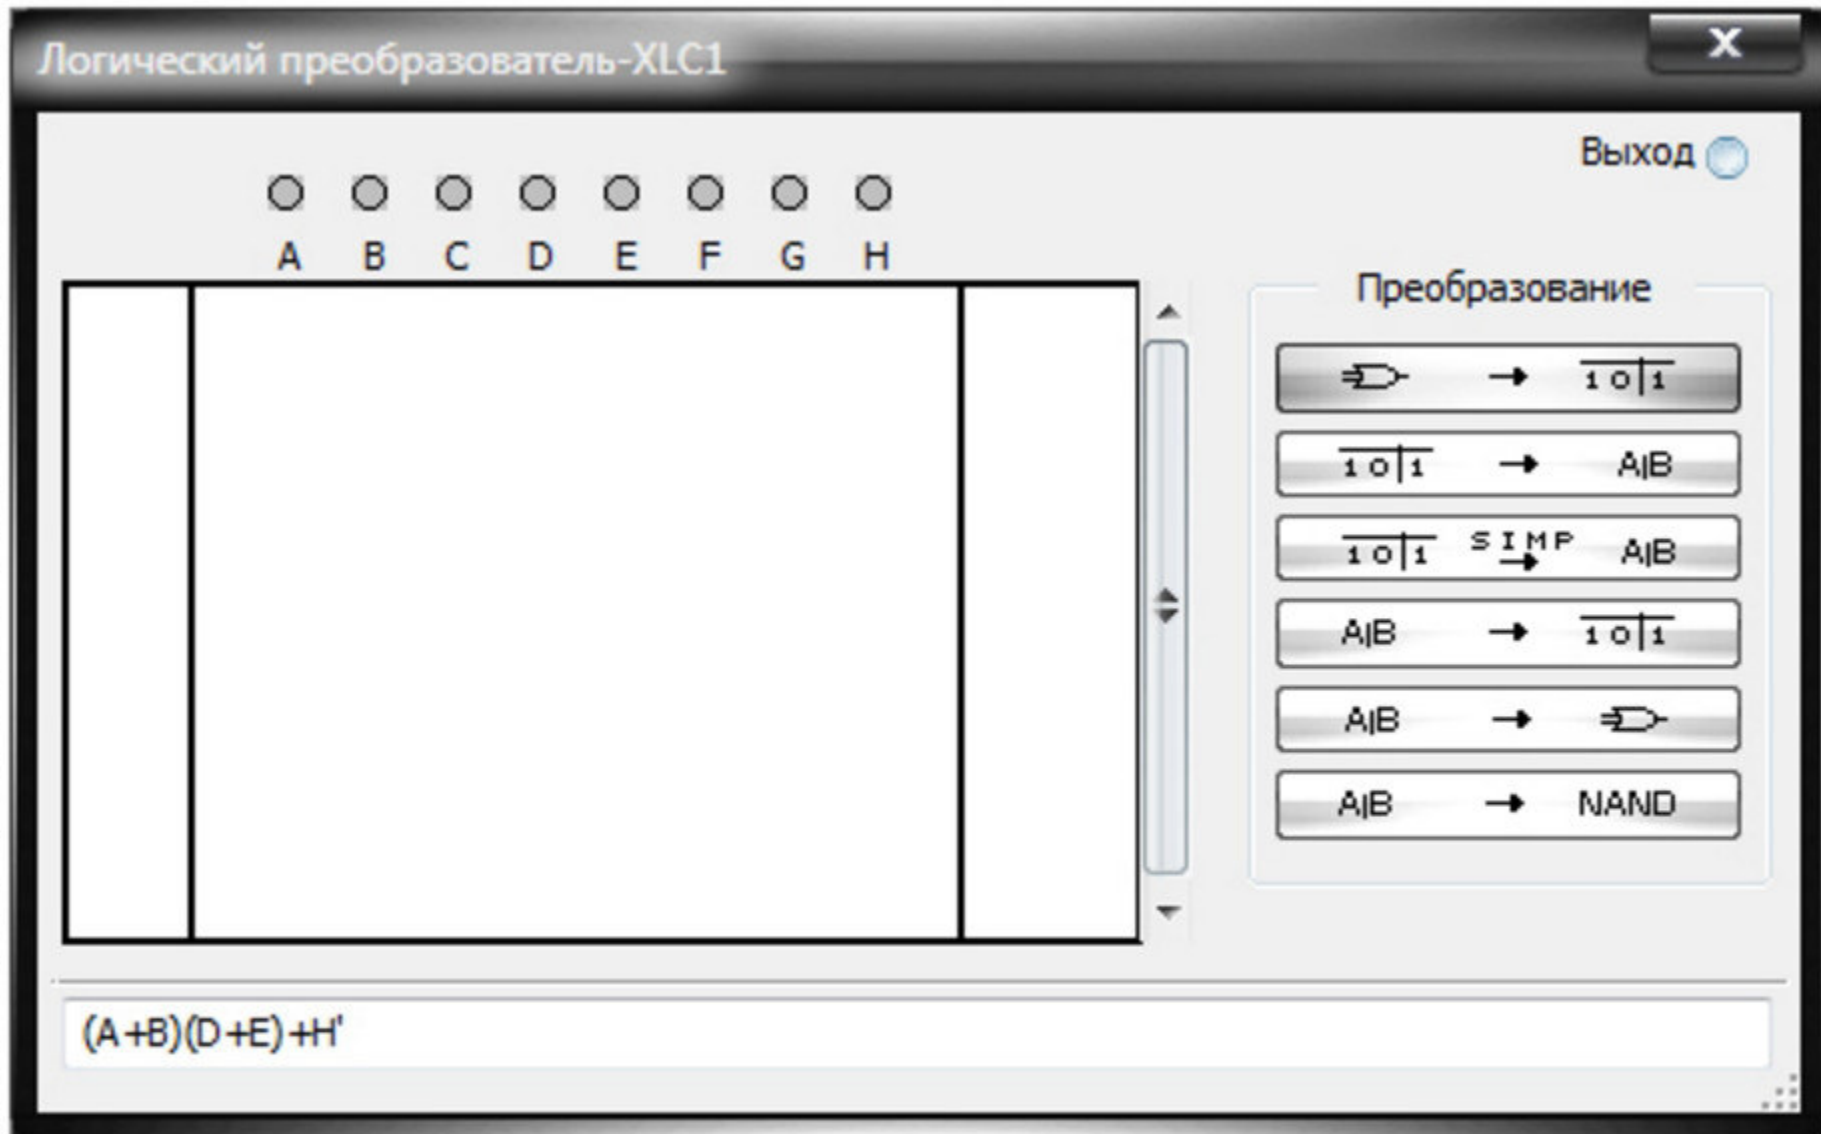 Логический преобразователь-XLC1
X
Выход
A B C D E F G H
Преобразование
→ 1 0|1
1 0|1 → A|B
1 0|1 SIMP → A|B
A|B → 1 0|1
A|B →
A|B → NAND
(A+B)(D+E)+H'